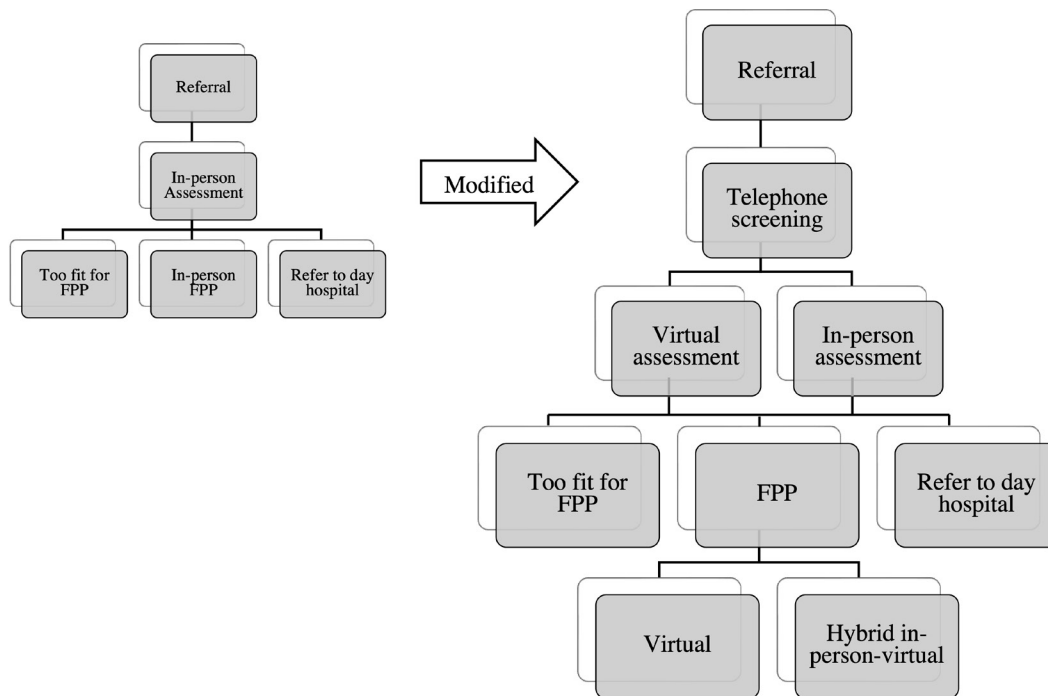 Referral
In-person
Assessment
Too fit for
FPP
In-person
FPP
Refer to day
hospital
Modified
Referral
Telephone
screening
Virtual
assessment
In-person
assessment
Too fit for
FPP
FPP
Refer to day
hospital
Virtual
Hybrid in-
person-virtual